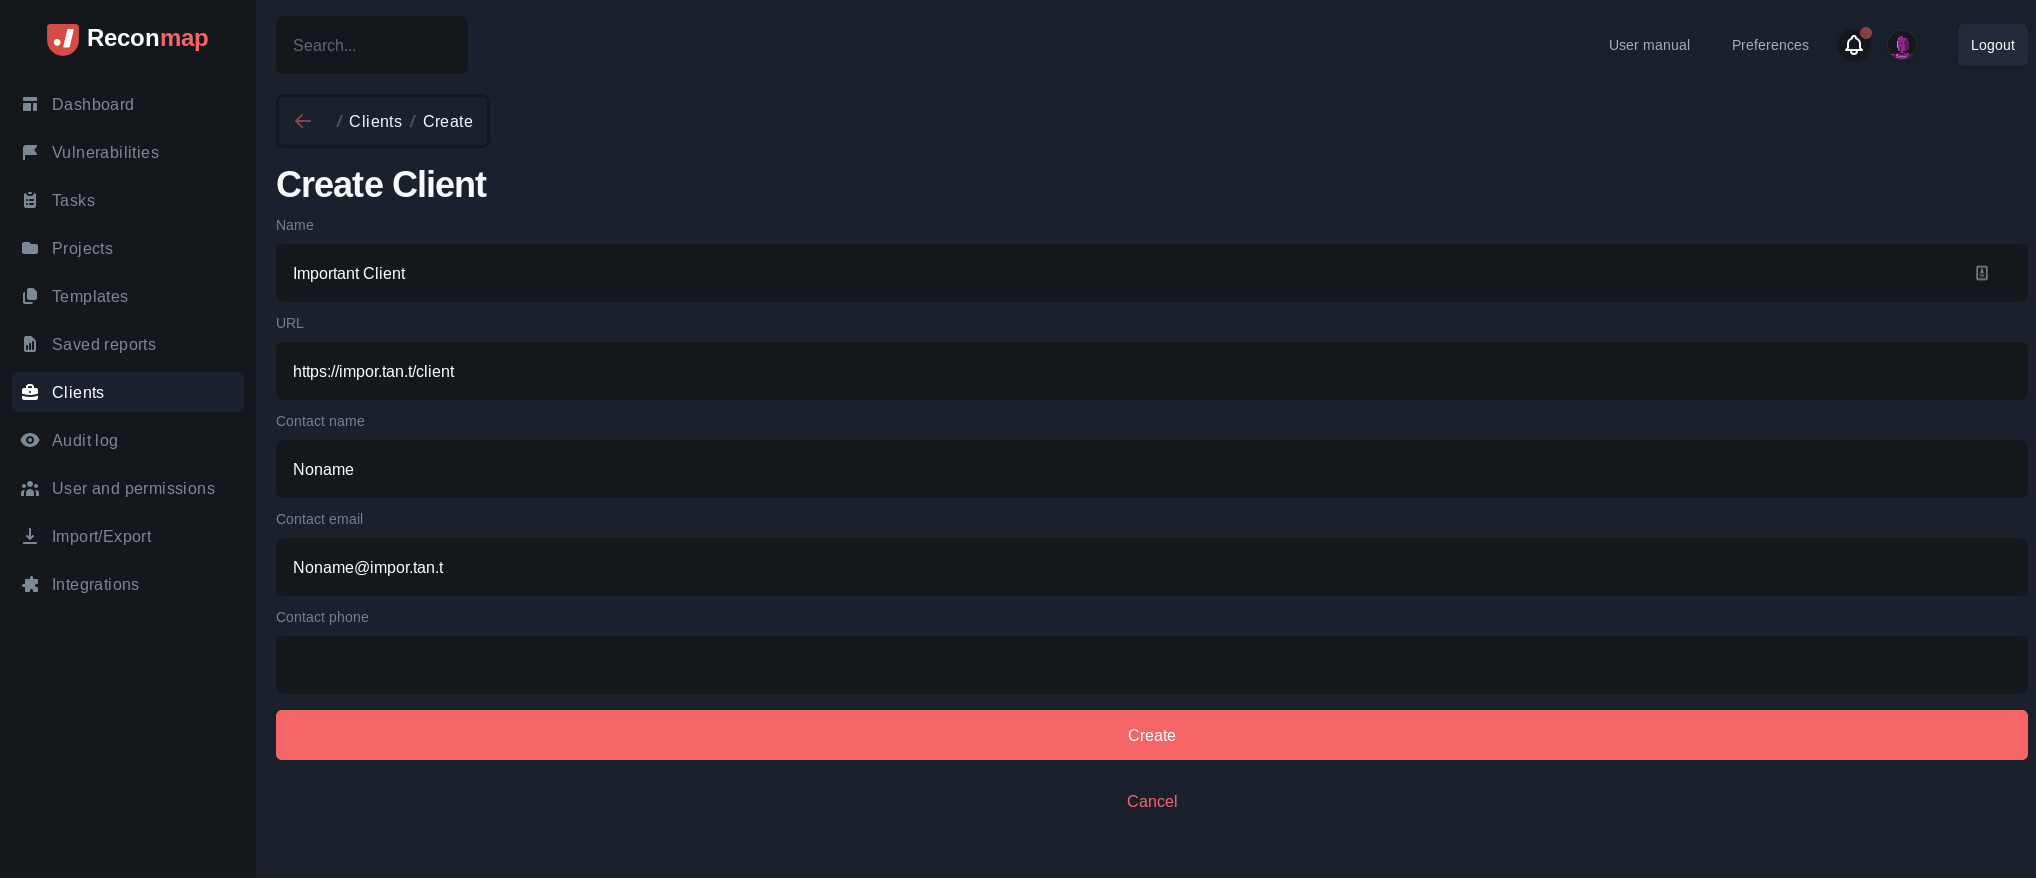 Reconmap
Dashboard
Vulnerabilities
Tasks
Projects
Templates
Saved reports
Clients
Audit log
User and permissions
Import/Export
Integrations
Search...
User manual
Preferences
Logout
/ Clients / Create
Create Client
Name
Important Client
URL
https://impor.tan.t/client
Contact name
Noname
Contact email
Noname@impor.tan.t
Contact phone
Create
Cancel